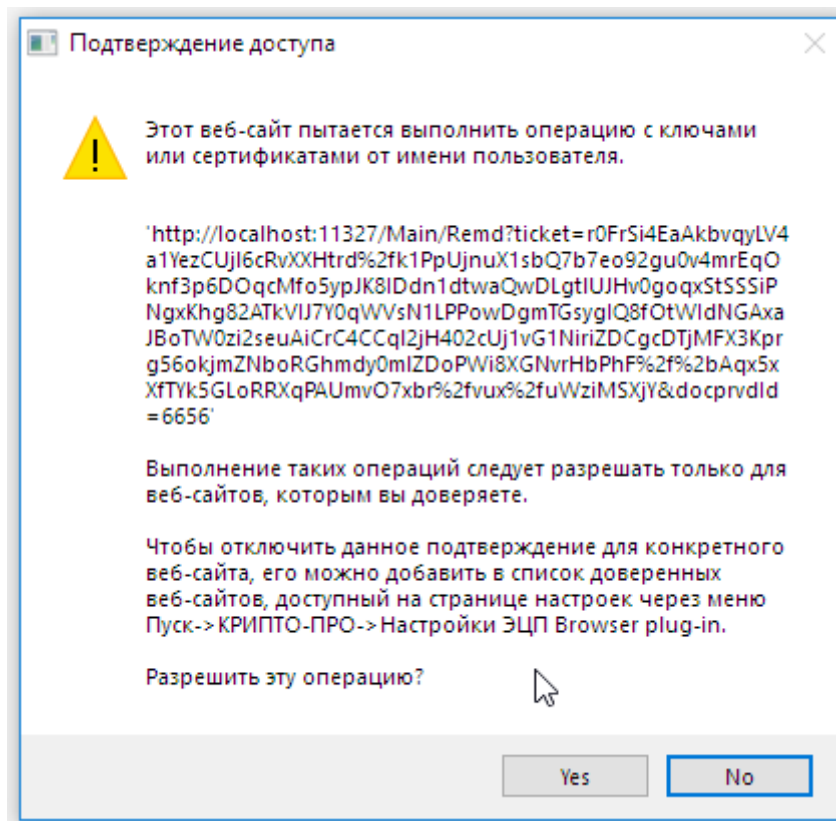 Подтверждение доступа
Этот веб-сайт пытается выполнить операцию с ключами
или сертификатами от имени пользователя.
'http://localhost:11327/Main/Remd?ticket=r0FrSi4EaAkbvqyLV4
a1YezCUjI6cRvXXHtrd%2fk1PpUjnuX1sbQ7b7eo92gu0v4mrEqO
knf3p6DOqcMfo5ypJK8IDdn1dtwaQwDLgtIUJHv0goqxStSSSiP
NgxKhg82ATkVIJ7Y0qWVsN1LPPowDgmTGsyglQ8fOtWIdNGAxa
JBoTW0zi2seuAiCrC4CCqI2jH402cUj1vG1NiriZDCgcDTjMFX3Kpr
g56okjmZNboRGhmdy0mIZDoPWi8XGNvrHbPhF%2f%2bAqx5x
XfTYk5GLoRRXqPAUmvO7xbr%2fvux%2fuWziMSXjY&docprvdId
=6656'
Выполнение таких операций следует разрешать только для
веб-сайтов, которым вы доверяете.
Чтобы отключить данное подтверждение для конкретного
веб-сайта, его можно добавить в список доверенных
веб-сайтов, доступный на странице настроек через меню
Пуск->КРИПТО-ПРО->Настройки ЭЦП Browser plug-in.
Разрешить эту операцию?
Yes
No